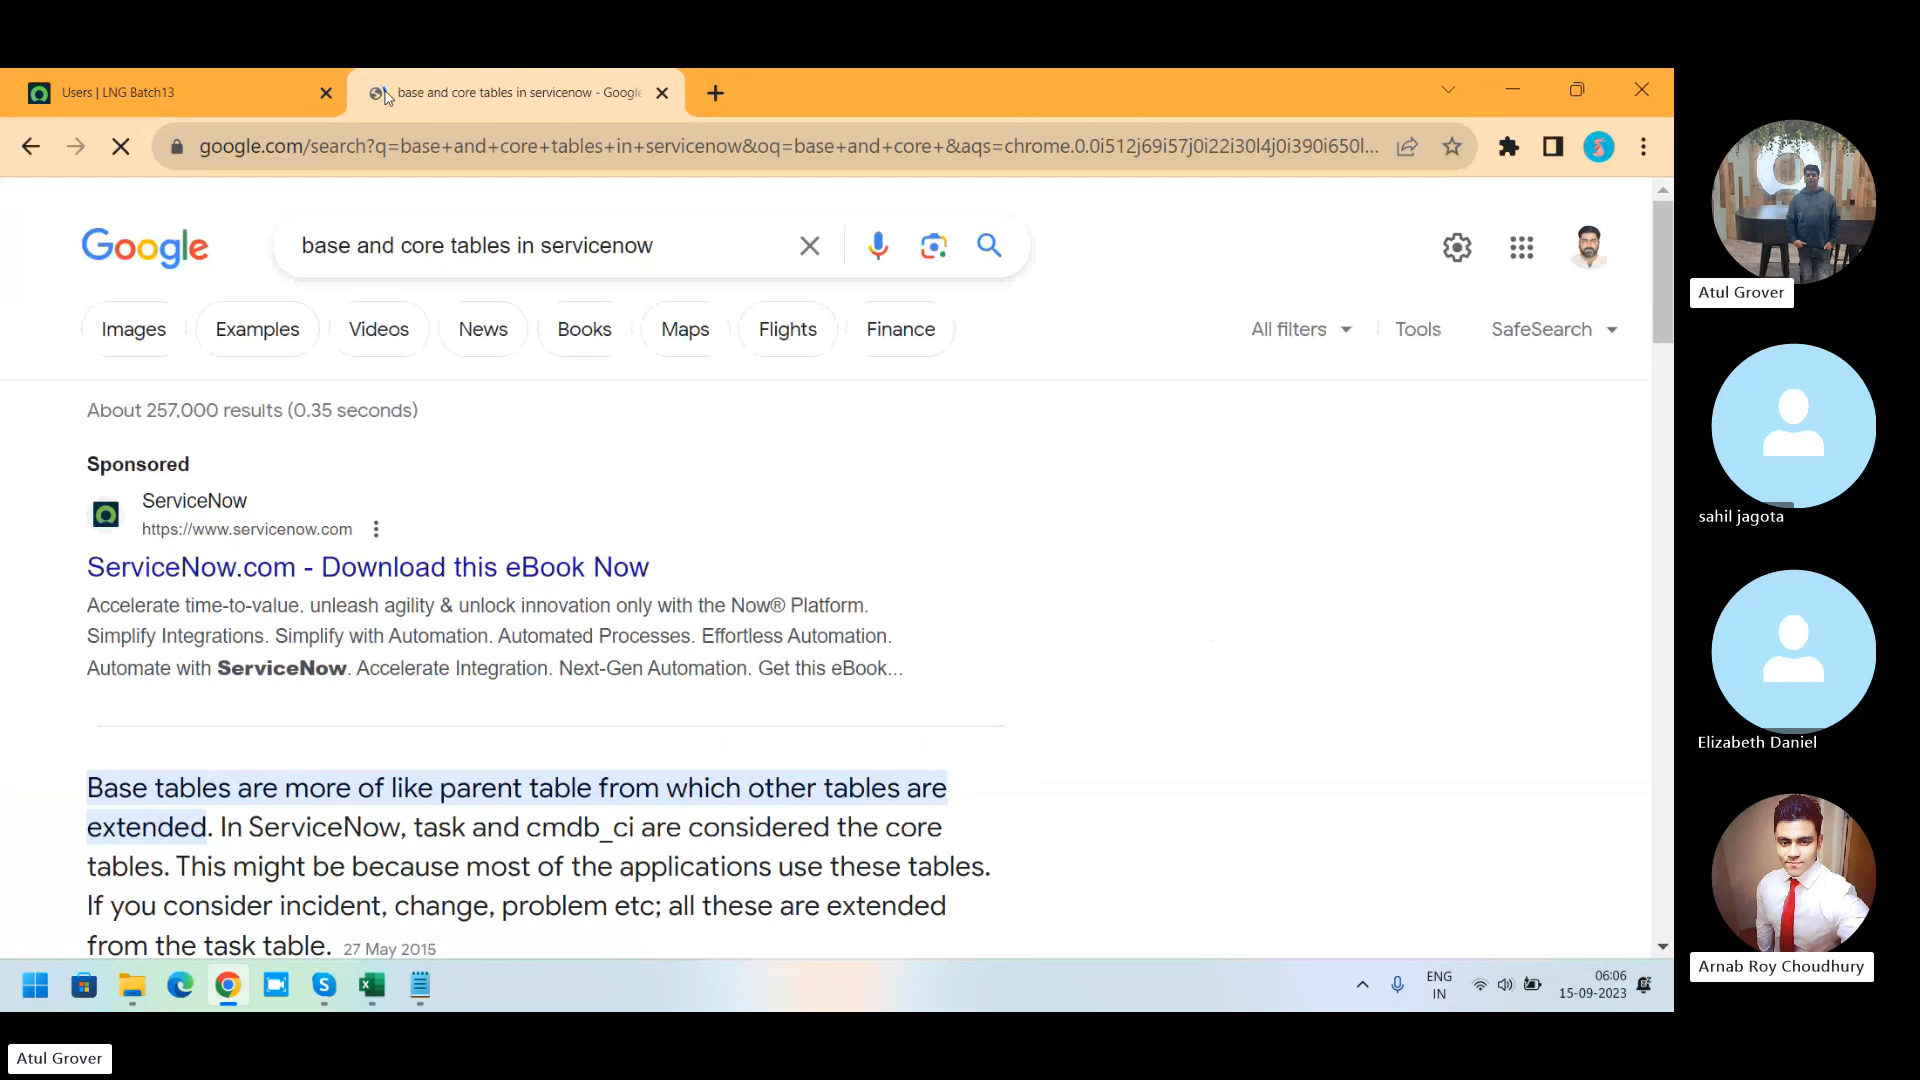 Users | LNG Batch13
base and core tables in servicenow - Google
google.com/search?q=base+and+core+tables+in+servicenow&oq=base+and+core+&aqs=chrome.0.0i512j69i57j0i22i30l4j0i390i650l...
Google
base and core tables in servicenow
Images
Examples
Videos
News
Books
Maps
Flights
Finance
All filters
Tools
SafeSearch
About 257,000 results (0.35 seconds)
Sponsored
ServiceNow
https://www.servicenow.com
ServiceNow.com - Download this eBook Now
Accelerate time-to-value. unleash agility & unlock innovation only with the Now® Platform.
Simplify Integrations. Simplify with Automation. Automated Processes. Effortless Automation.
Automate with ServiceNow. Accelerate Integration. Next-Gen Automation. Get this eBook...
Base tables are more of like parent table from which other tables are
extended. In ServiceNow, task and cmdb_ci are considered the core
tables. This might be because most of the applications use these tables.
If you consider incident, change, problem etc; all these are extended
from the task table. 27 May 2015
ENG
IN
06:06
15-09-2023
Atul Grover
sahil jagota
Elizabeth Daniel
Arnab Roy Choudhury
Atul Grover